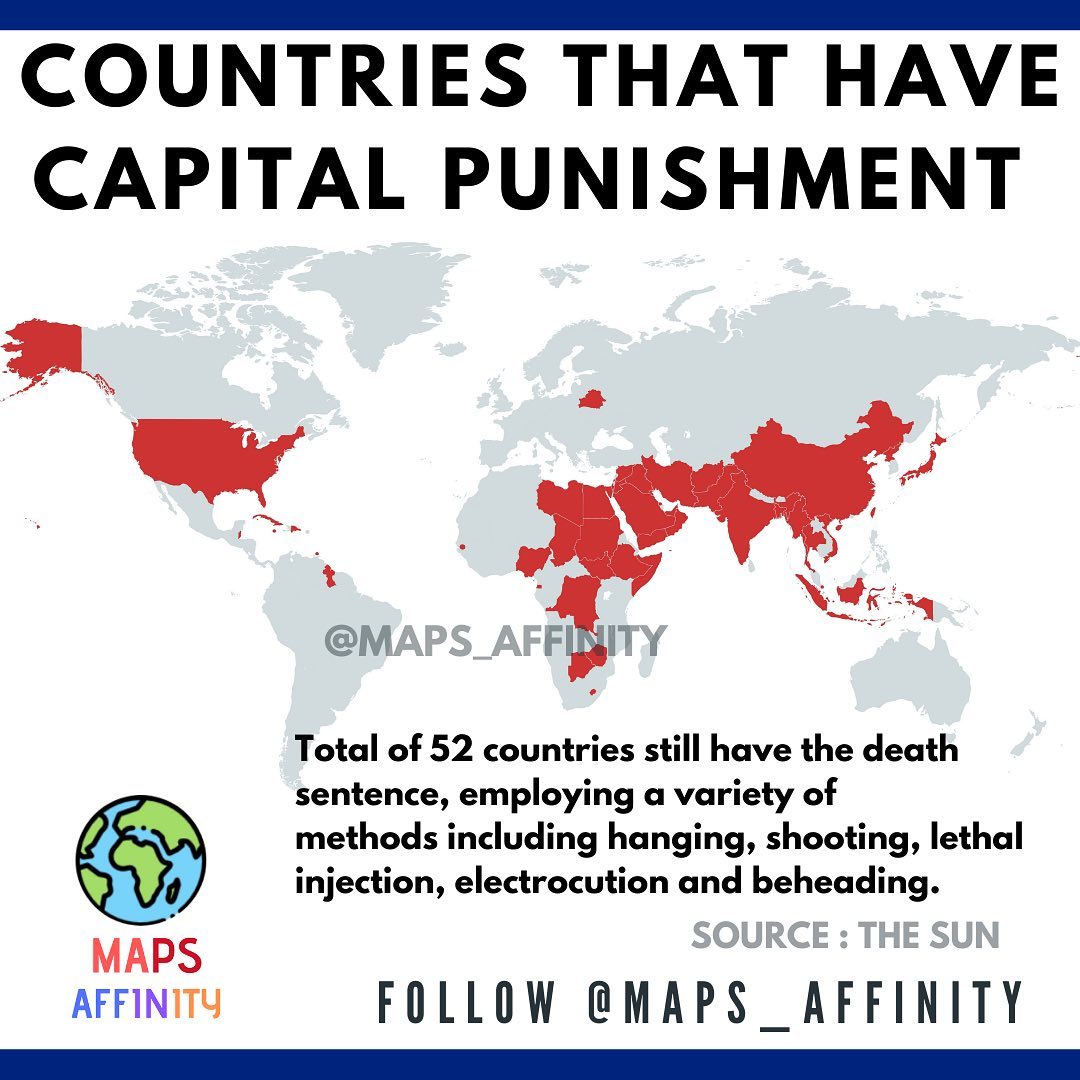 COUNTRIES THAT HAVE
CAPITAL PUNISHMENT
@MAPS_AFFINITY
Total of 52 countries still have the death
sentence, employing a variety of
methods including hanging, shooting, lethal
injection, electrocution and beheading.
SOURCE : THE SUN
MAPS
AFFINITY
FOLLOW @MAPS_AFFINITY